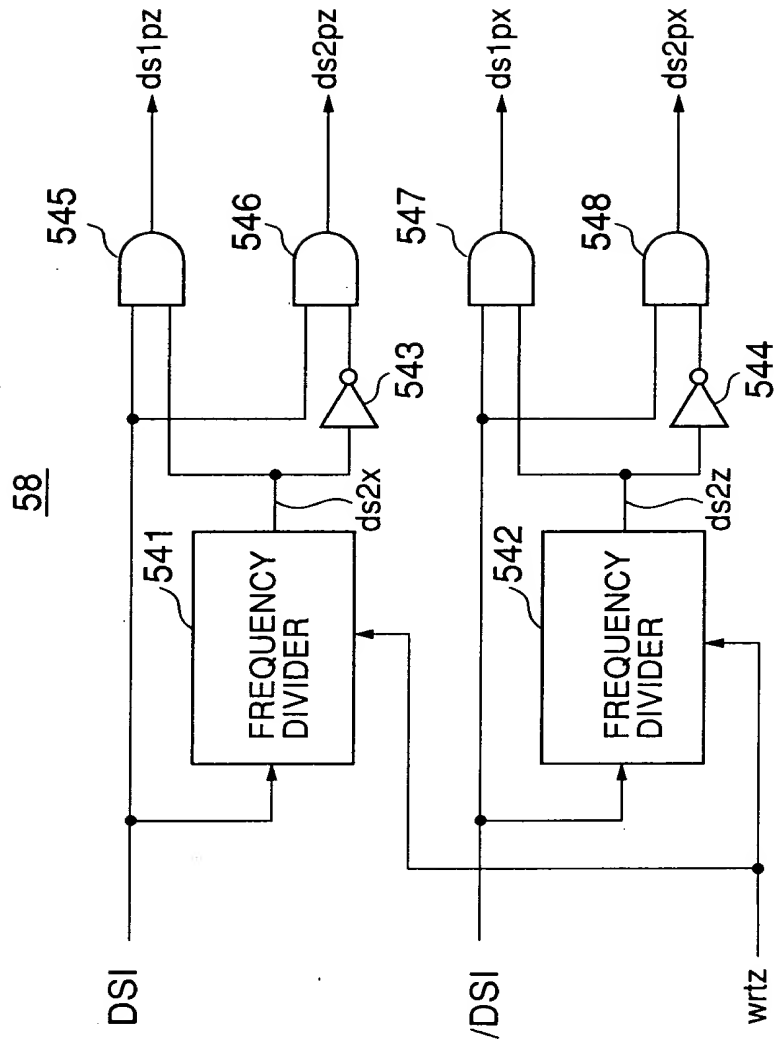 58
DSI
541
FREQUENCY
DIVIDER
ds2x
543
545
ds1pz
546
ds2pz
/DSI
542
FREQUENCY
DIVIDER
ds2z
544
547
ds1px
548
ds2px
wrtz